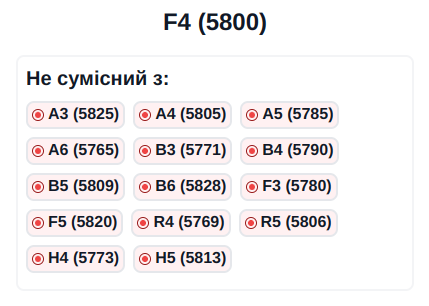 F4 (5800)
Не сумісний з:
A3 (5825) A4 (5805) A5 (5785)
A6 (5765) B3 (5771) B4 (5790)
B5 (5809) B6 (5828) F3 (5780)
F5 (5820) R4 (5769) R5 (5806)
H4 (5773) H5 (5813)